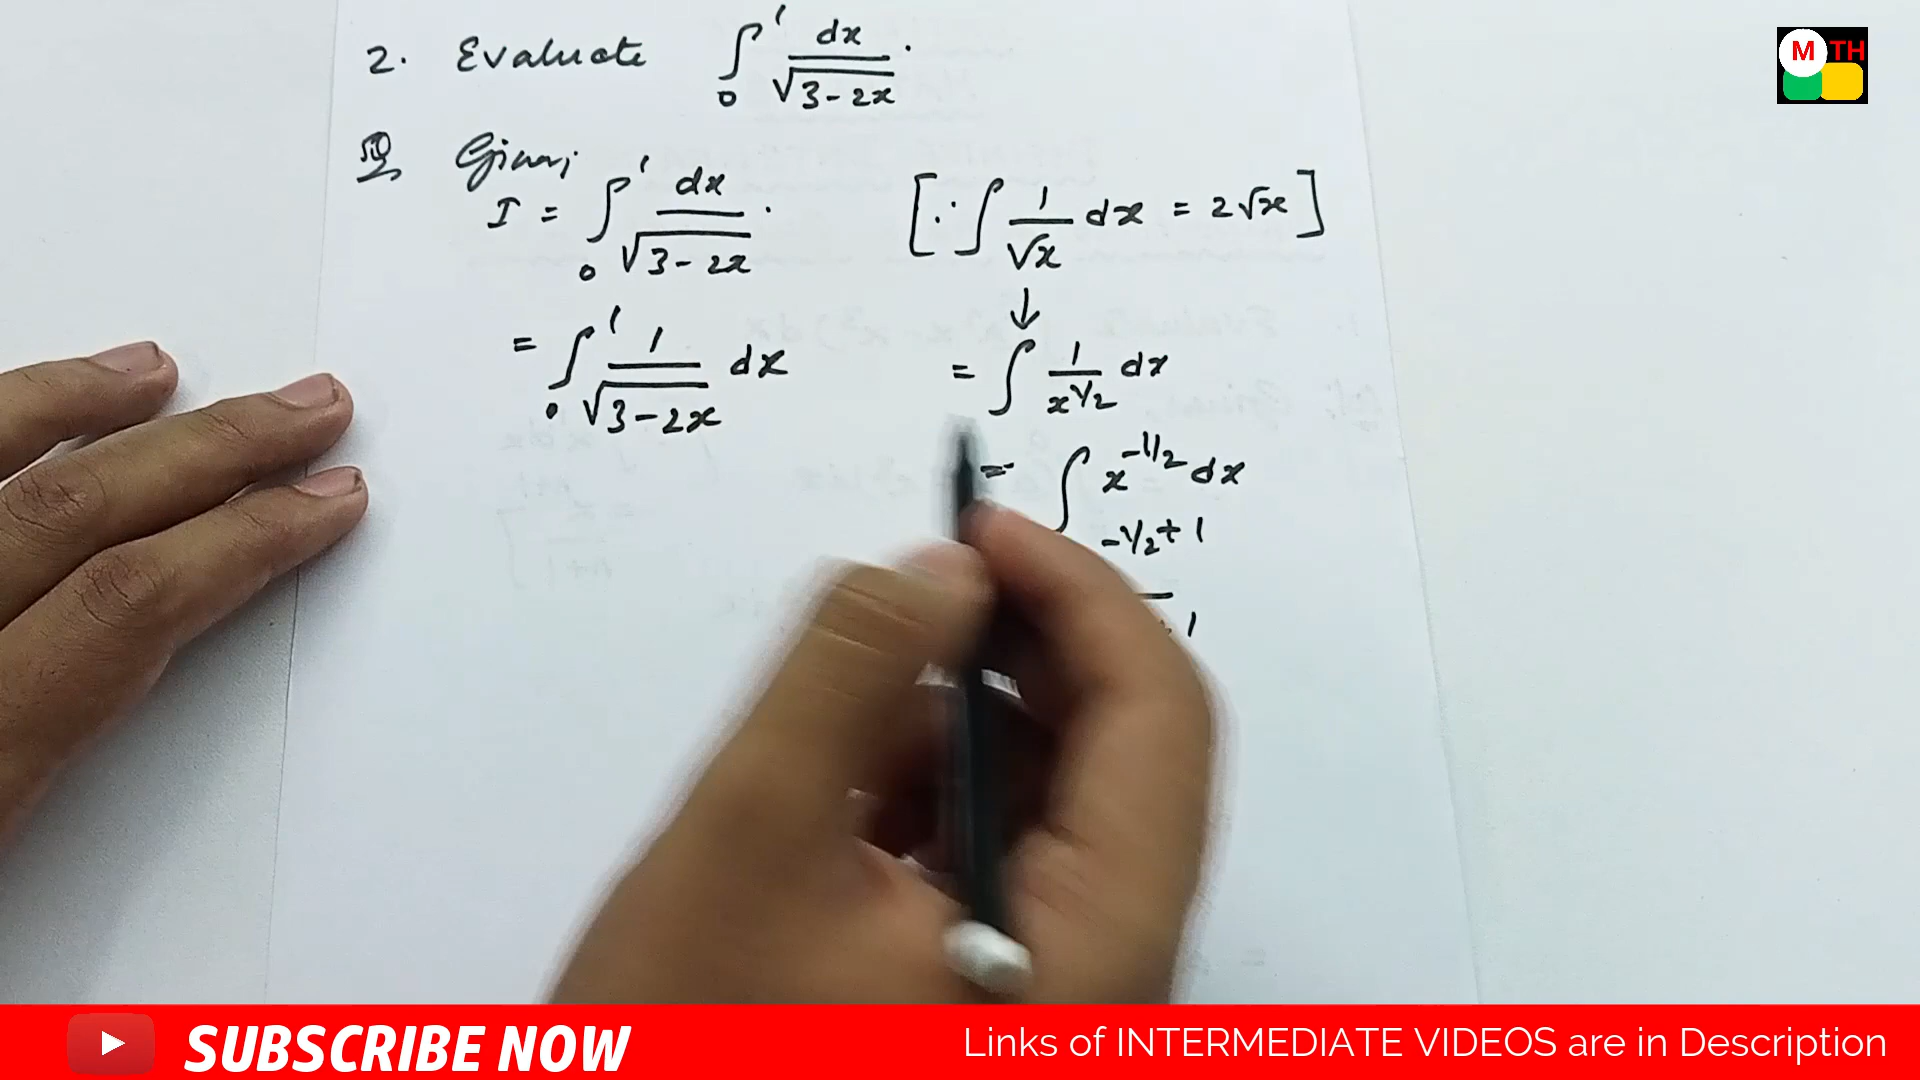 2. Evaluate ∫₀¹ dx/√(3-2x).
Given;
I = ∫₀¹ dx/√(3-2x).
[∵ ∫ 1/√x dx = 2√x]
↓
= ∫₀¹ 1/√(3-2x) dx
= ∫ 1/x^(1/2) dx
= ∫ x^(-1/2) dx
-1/2 + 1
1
M TH
SUBSCRIBE NOW
Links of INTERMEDIATE VIDEOS are in Description